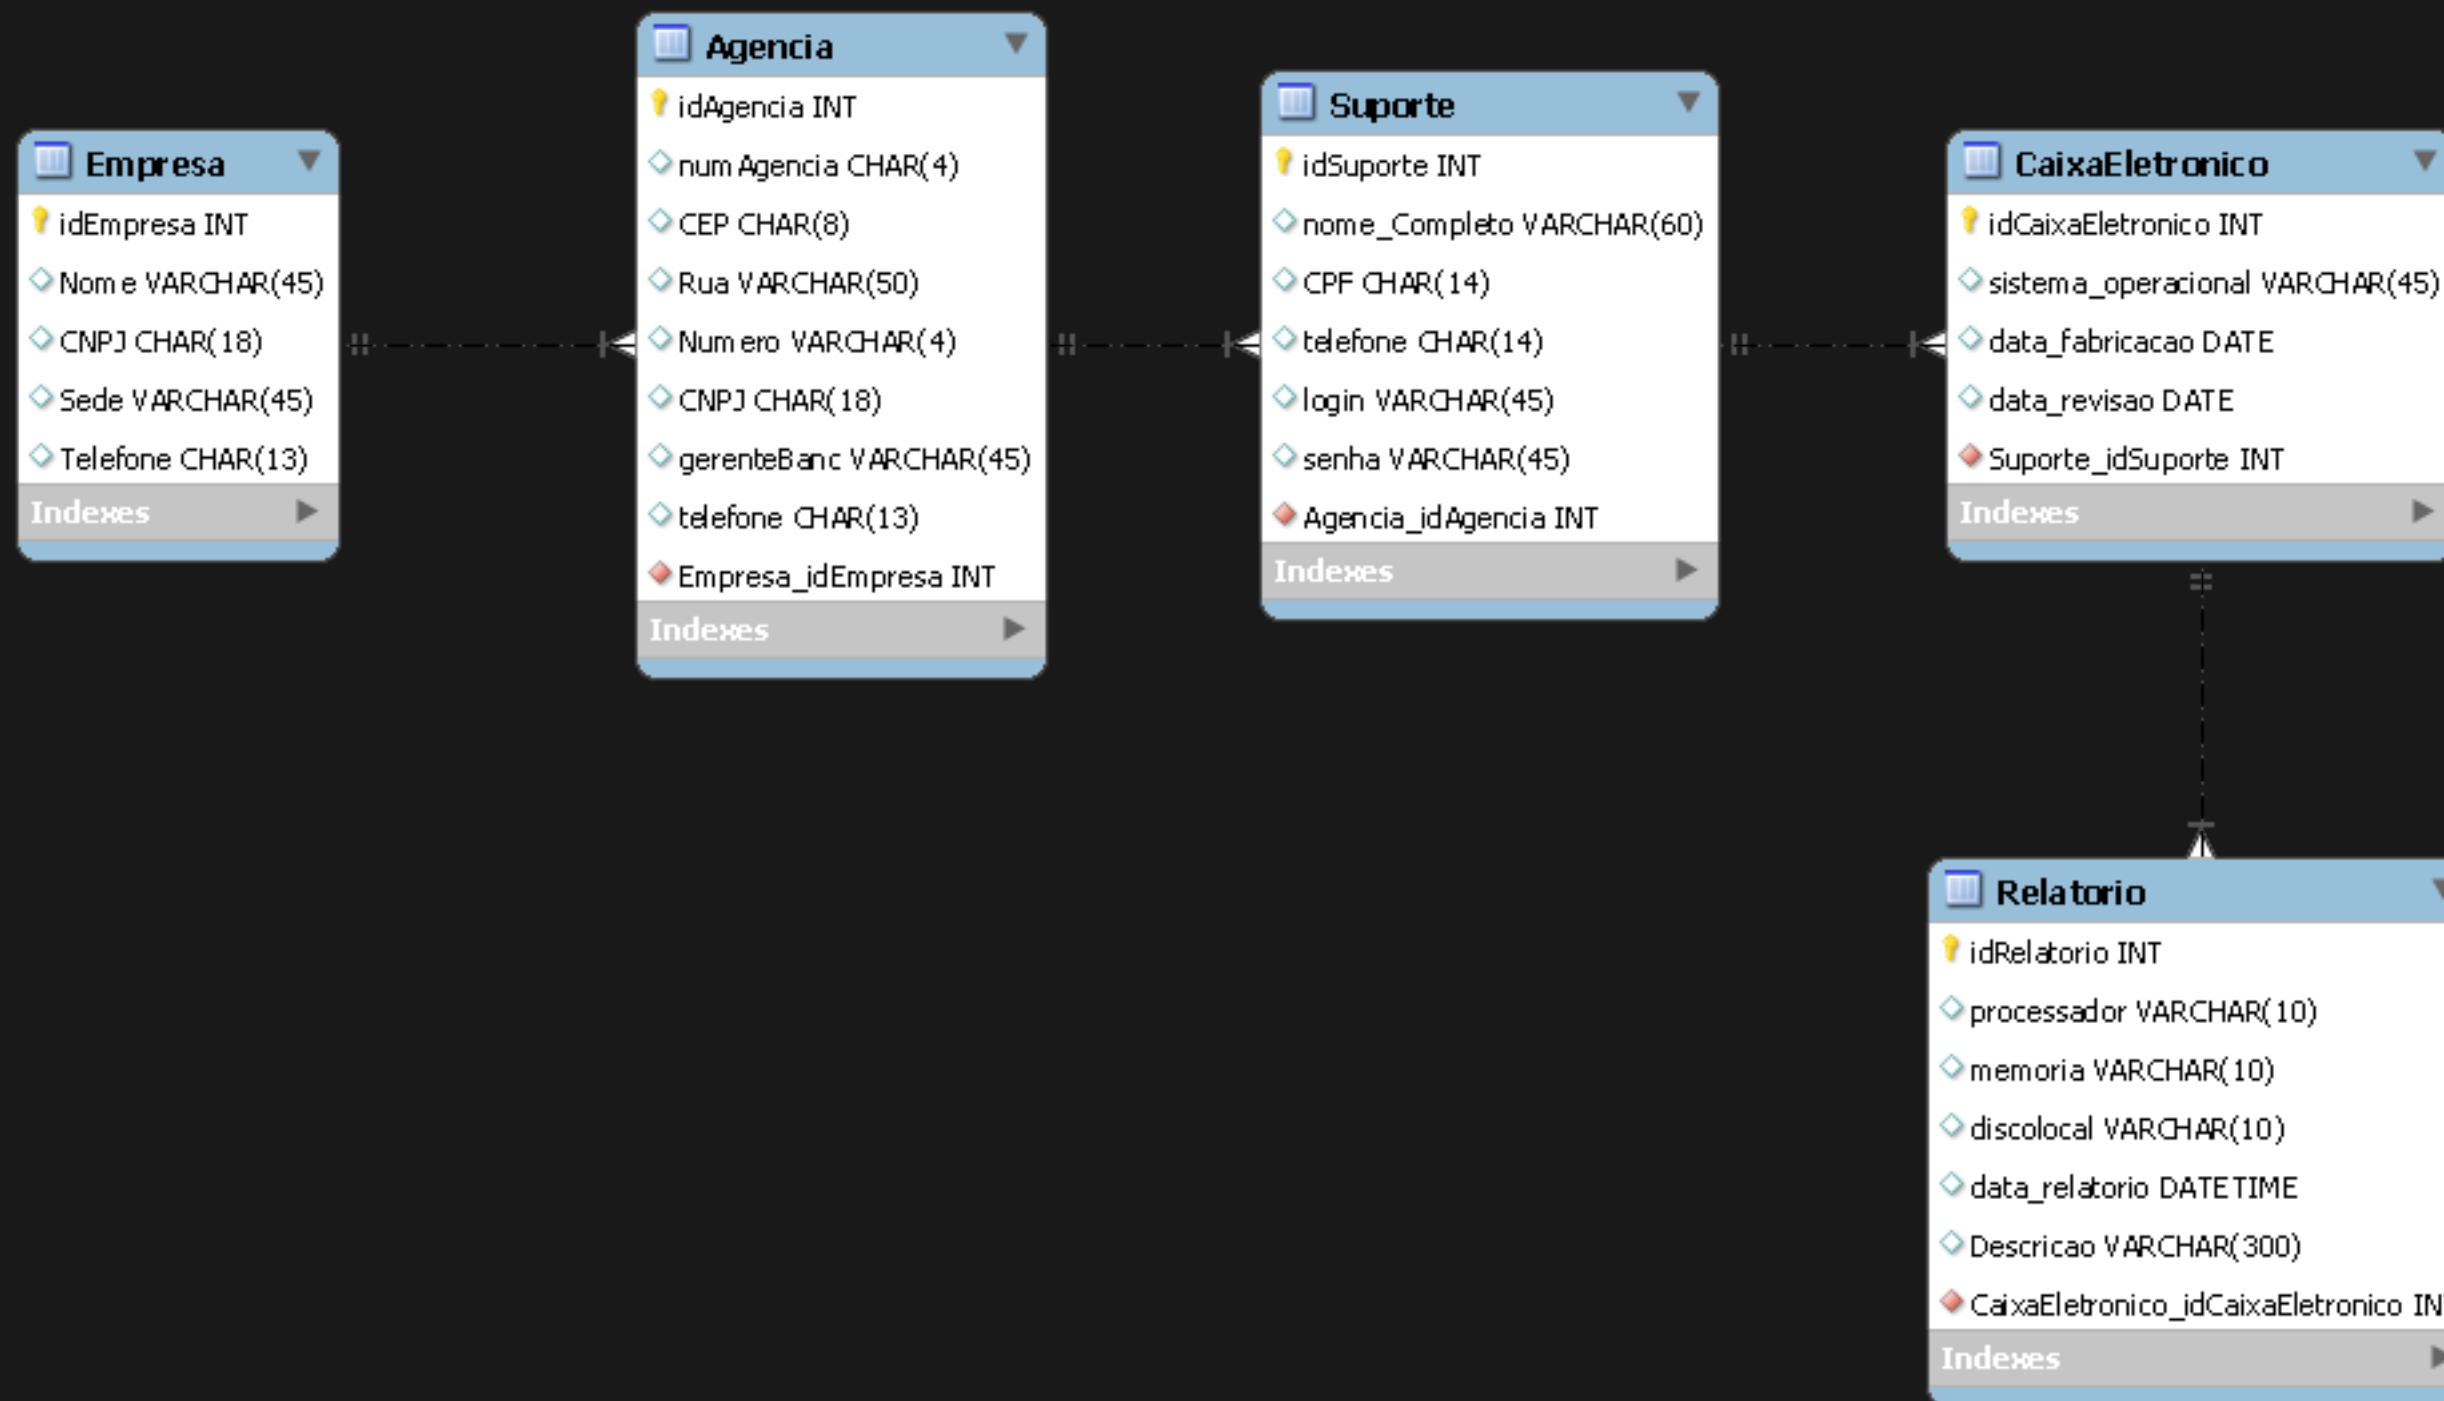 Empresa
idEmpresa INT
Nome VARCHAR(45)
CNPJ CHAR(18)
Sede VARCHAR(45)
Telefone CHAR(13)
Indexes
Agencia
idAgencia INT
numAgencia CHAR(4)
CEP CHAR(8)
Rua VARCHAR(50)
Numero VARCHAR(4)
CNPJ CHAR(18)
gerenteBanc VARCHAR(45)
telefone CHAR(13)
Empresa_idEmpresa INT
Indexes
Suporte
idSuporte INT
nome_Completo VARCHAR(60)
CPF CHAR(14)
telefone CHAR(14)
login VARCHAR(45)
senha VARCHAR(45)
Agencia_idAgencia INT
Indexes
CaixaEletronico
idCaixaEletronico INT
sistema_operacional VARCHAR(45)
data_fabricacao DATE
data_revisao DATE
Suporte_idSuporte INT
Indexes
Relatorio
idRelatorio INT
processador VARCHAR(10)
memoria VARCHAR(10)
discolocal VARCHAR(10)
data_relatorio DATETIME
Descricao VARCHAR(300)
CaixaEletronico_idCaixaEletronico IN
Indexes